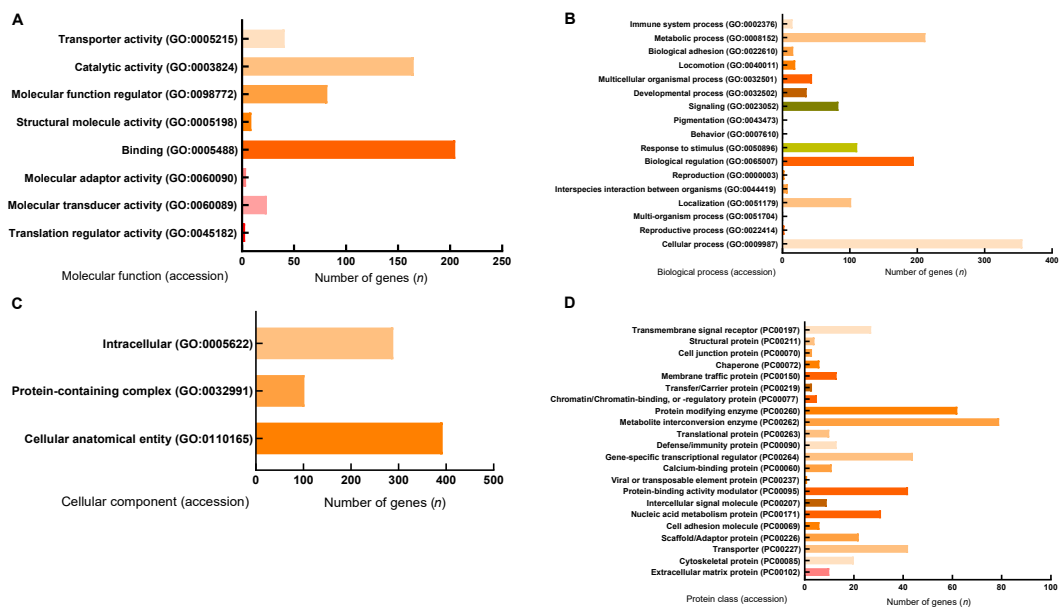 A
Transporter activity (GO:0005215)
Catalytic activity (GO:0003824)
Molecular function regulator (GO:0098772)
Structural molecule activity (GO:0005198)
Binding (GO:0005488)
Molecular adaptor activity (GO:0060090)
Molecular transducer activity (GO:0060089)
Translation regulator activity (GO:0045182)
0 50 100 150 200 250
Molecular function (accession) Number of genes (n)
B
Immune system process (GO:0002376)
Metabolic process (GO:0008152)
Biological adhesion (GO:0022610)
Locomotion (GO:0040011)
Multicellular organismal process (GO:0032501)
Developmental process (GO:0032502)
Signaling (GO:0023052)
Pigmentation (GO:0043473)
Behavior (GO:0007610)
Response to stimulus (GO:0050896)
Biological regulation (GO:0065007)
Reproduction (GO:0000003)
Interspecies interaction between organisms (GO:0044419)
Localization (GO:0051179)
Multi-organism process (GO:0051704)
Reproductive process (GO:0022414)
Cellular process (GO:0009987)
0 100 200 300 400
Biological process (accession) Number of genes (n)
C
Intracellular (GO:0005622)
Protein-containing complex (GO:0032991)
Cellular anatomical entity (GO:0110165)
0 100 200 300 400 500
Cellular component (accession) Number of genes (n)
D
Transmembrane signal receptor (PC00197)
Structural protein (PC00211)
Cell junction protein (PC00070)
Chaperone (PC00072)
Membrane traffic protein (PC00150)
Transfer/Carrier protein (PC00219)
Chromatin/Chromatin-binding, or -regulatory protein (PC00077)
Protein modifying enzyme (PC00260)
Metabolite interconversion enzyme (PC00262)
Translational protein (PC00263)
Defense/immunity protein (PC00090)
Gene-specific transcriptional regulator (PC00264)
Calcium-binding protein (PC00060)
Viral or transposable element protein (PC00237)
Protein-binding activity modulator (PC00095)
Intercellular signal molecule (PC00207)
Nucleic acid metabolism protein (PC00171)
Cell adhesion molecule (PC00069)
Scaffold/Adaptor protein (PC00226)
Transporter (PC00227)
Cytoskeletal protein (PC00085)
Extracellular matrix protein (PC00102)
0 20 40 60 80 100
Protein class (accession) Number of genes (n)